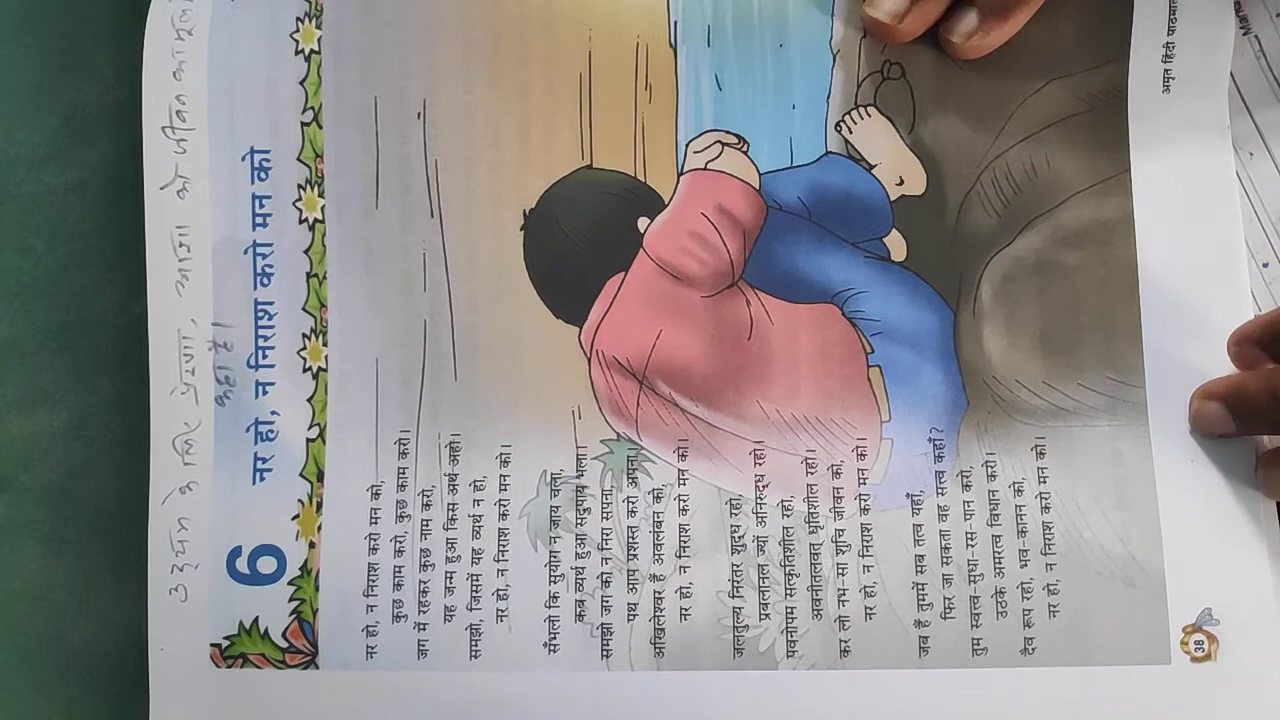 उद्यान के लिए प्रेरणा, आशा को जीवन का मूल
कहा है।
6
नर हो, न निराश करो मन को
नर हो, न निराश करो मन को,
कुछ काम करो, कुछ काम करो।
जग में रहकर कुछ नाम करो,
यह जन्म हुआ किस अर्थ अहो।
समझो, जिसमें यह व्यर्थ न हो,
नर हो, न निराश करो मन को।
सँभलो कि सुयोग न जाय चला,
कब व्यर्थ हुआ सदुपाय भला।
समझो जग को न निरा सपना,
पथ आप प्रशस्त करो अपना।
अखिलेश्वर है अवलंबन को,
नर हो, न निराश करो मन को।
जलतुल्य निरंतर शुद्ध रहो,
प्रबलानल ज्यों अनिरुद्ध रहो।
पवनोपम सत्कृतिशील रहो,
अवनीतलवत् धृतिशील रहो।
कर लो नभ-सा शुचि जीवन को,
नर हो, न निराश करो मन को।
जब हैं तुममें सब तत्त्व यहाँ,
फिर जा सकता वह सत्त्व कहाँ?
तुम स्वत्त्व-सुधा-रस-पान करो,
उठके अमरत्व विधान करो।
दैव रूप रहो, भव-कानन को,
नर हो, न निराश करो मन को।
38
अमृत हिंदी पाठमाला